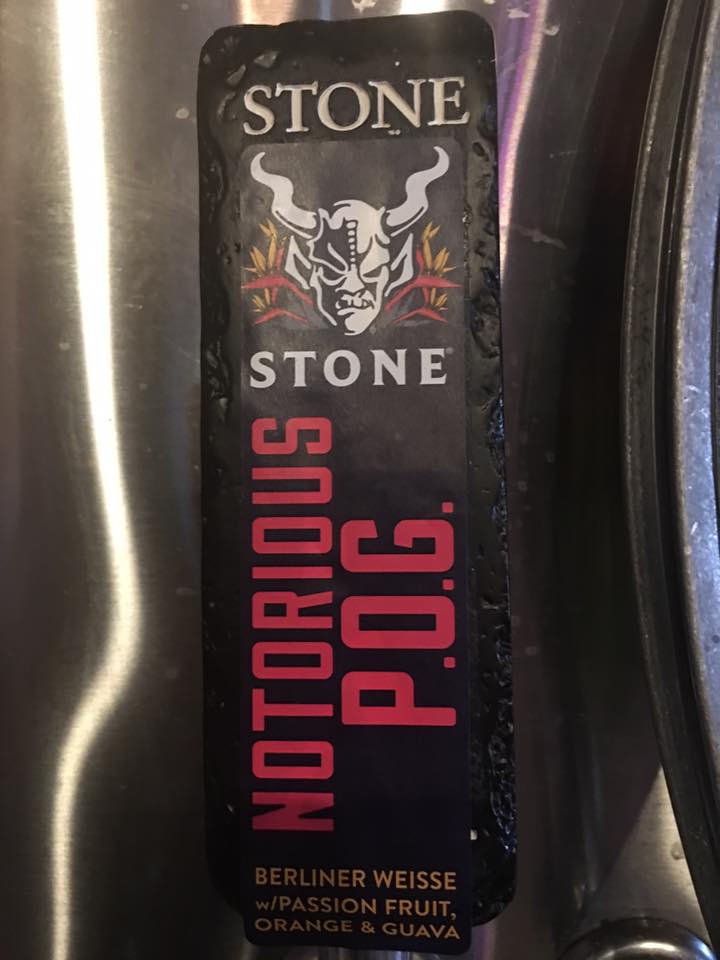 STONE
STONE
NOTORIOUS
P.O.G.
BERLINER WEISSE
w/PASSION FRUIT,
ORANGE & GUAVA